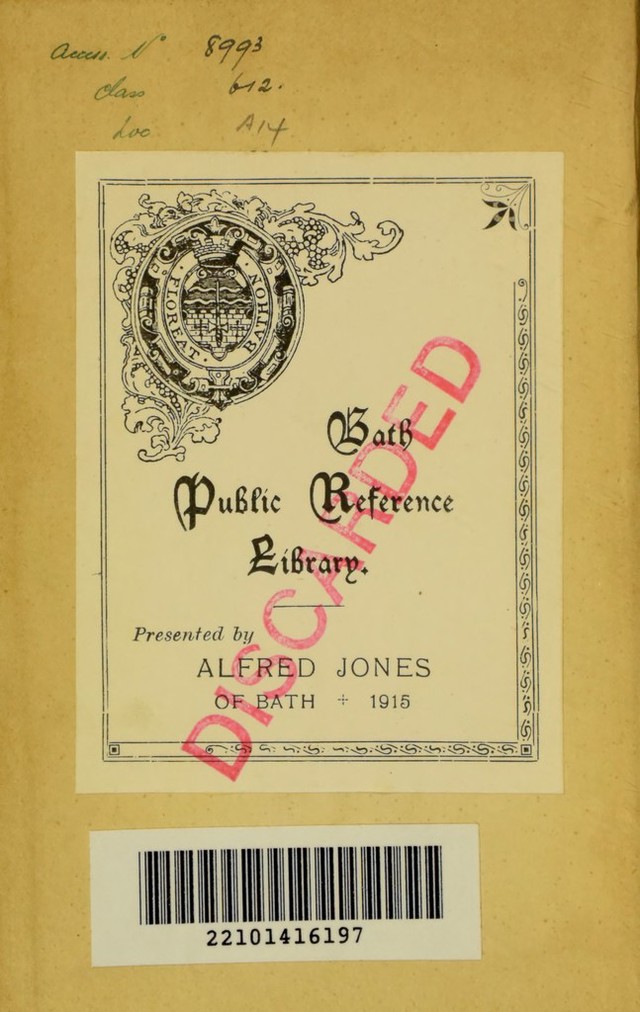 Accn. Nº 8993
Class 612.
Loc A14
FLOREAT BATHON
Bath
Public Reference
Library.
DISCARDED
Presented by
ALFRED JONES
OF BATH + 1915
22101416197